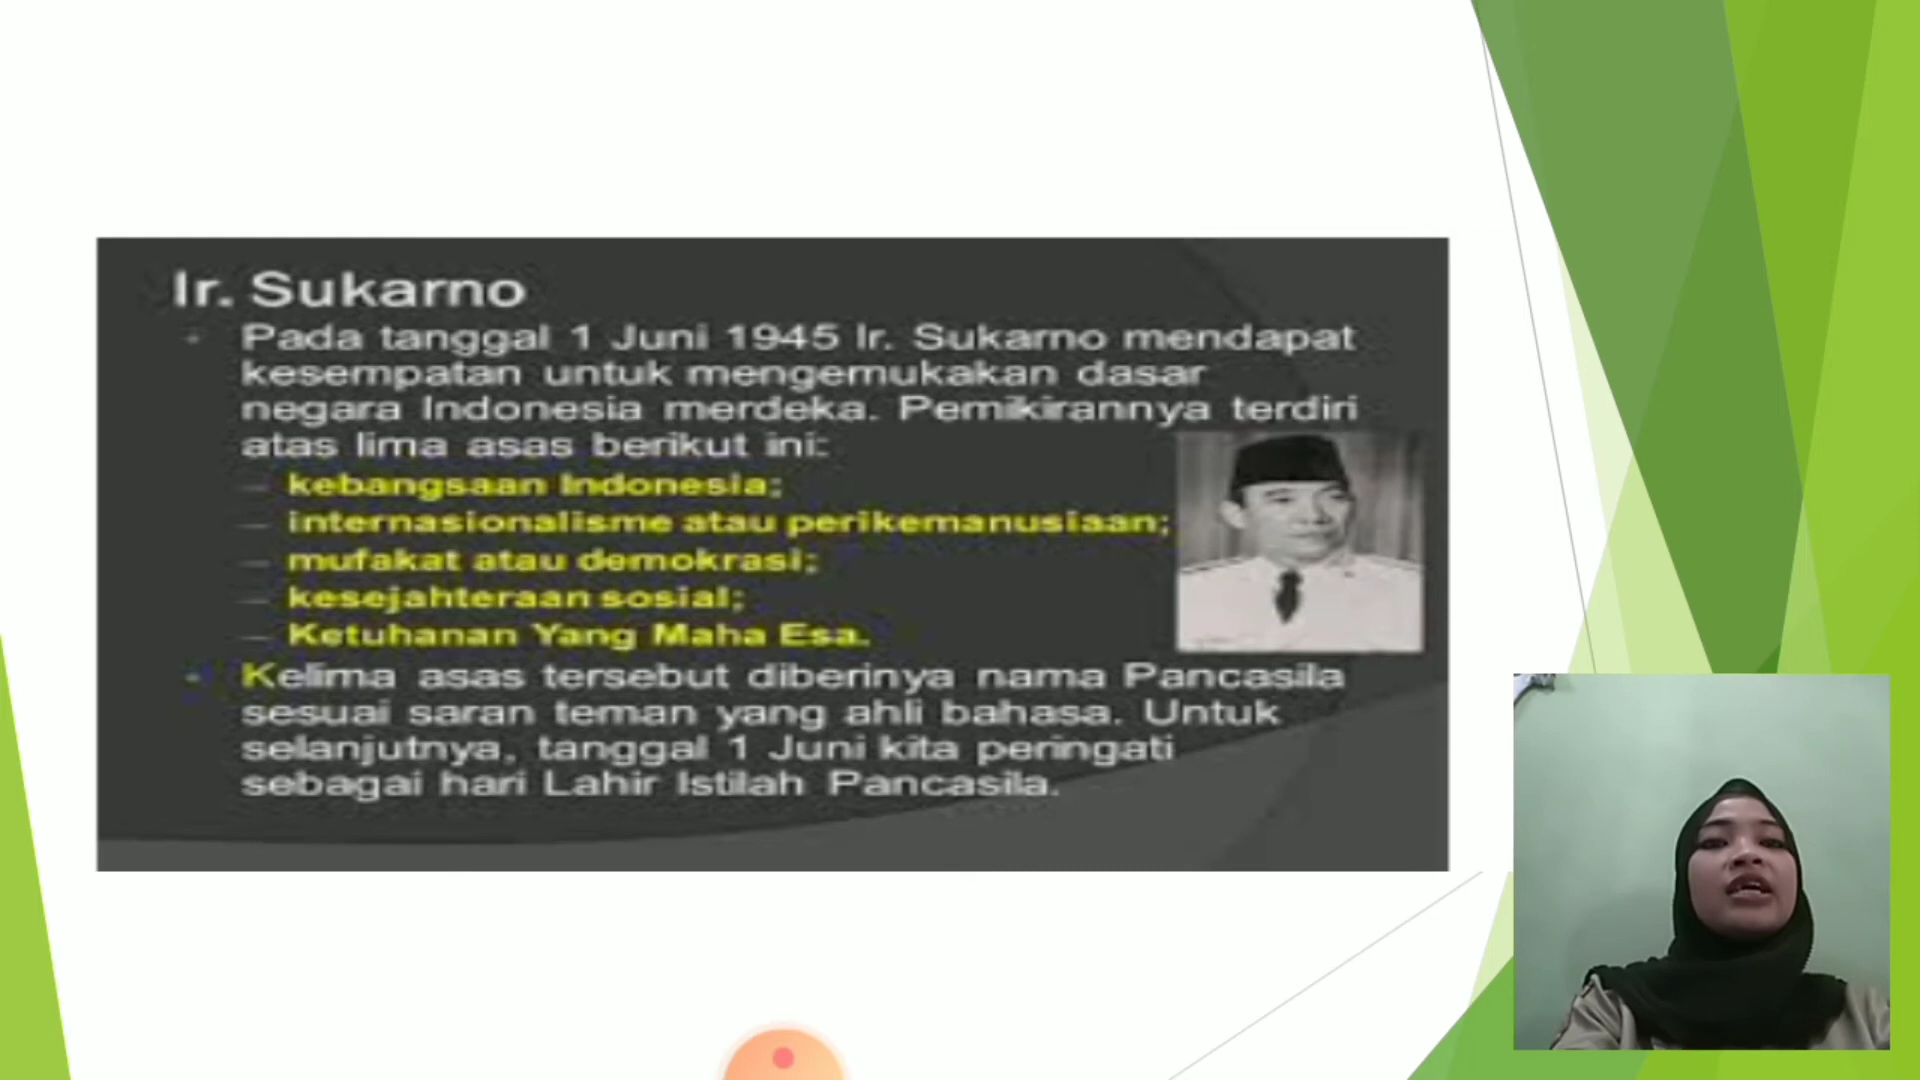 Ir. Sukarno
Pada tanggal 1 Juni 1945 Ir. Sukarno mendapat
kesempatan untuk mengemukakan dasar
negara Indonesia merdeka. Pemikirannya terdiri
atas lima asas berikut ini:
– kebangsaan Indonesia;
– internasionalisme atau perikemanusiaan;
– mufakat atau demokrasi;
– kesejahteraan sosial;
– Ketuhanan Yang Maha Esa.
Kelima asas tersebut diberinya nama Pancasila
sesuai saran teman yang ahli bahasa. Untuk
selanjutnya, tanggal 1 Juni kita peringati
sebagai hari Lahir Istilah Pancasila.